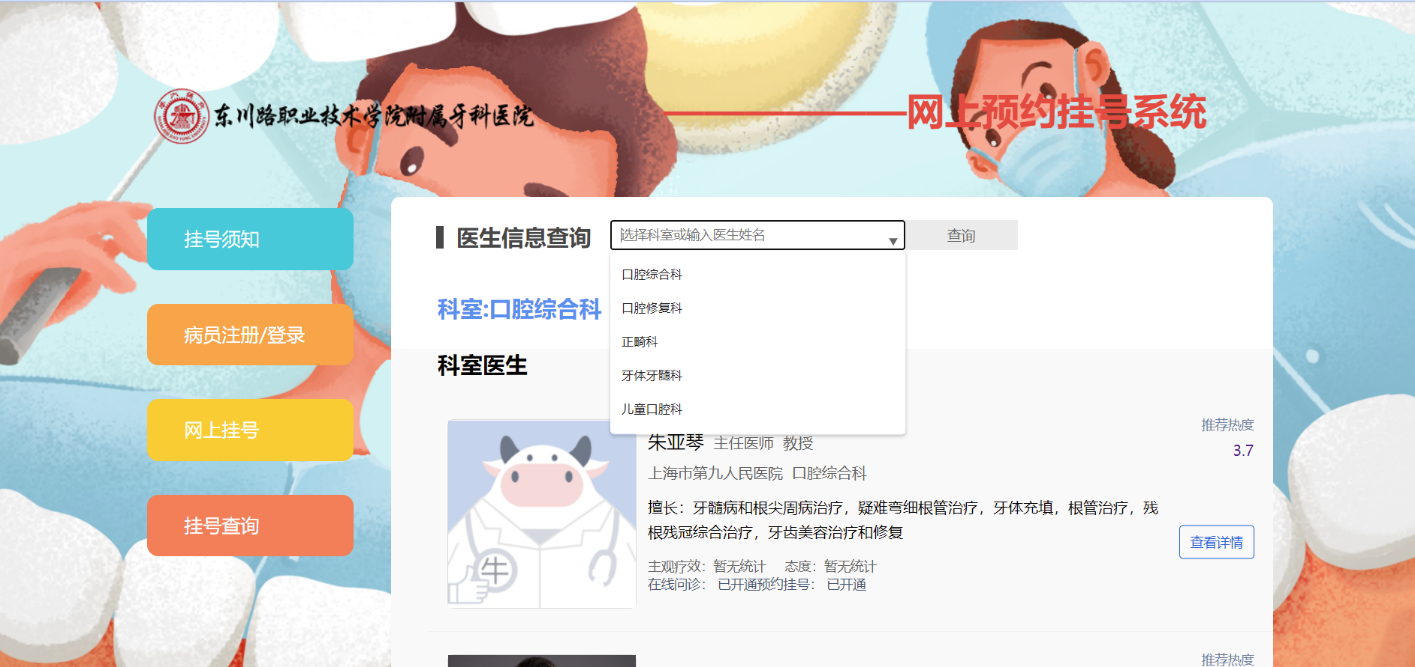 东川路职业技术学院附属牙科医院
网上预约挂号系统
挂号须知
病员注册/登录
网上挂号
挂号查询
医生信息查询
选择科室或输入医生姓名
查询
口腔综合科
口腔修复科
正畸科
牙体牙髓科
儿童口腔科
科室:口腔综合科
科室医生
牛
朱亚琴 主任医师 教授
上海市第九人民医院 口腔综合科
擅长：牙髓病和根尖周病治疗，疑难弯细根管治疗，牙体充填，根管治疗，残
根残冠综合治疗，牙齿美容治疗和修复
主观疗效：暂无统计 态度：暂无统计
在线问诊： 已开通预约挂号： 已开通
推荐热度
3.7
查看详情
推荐热度